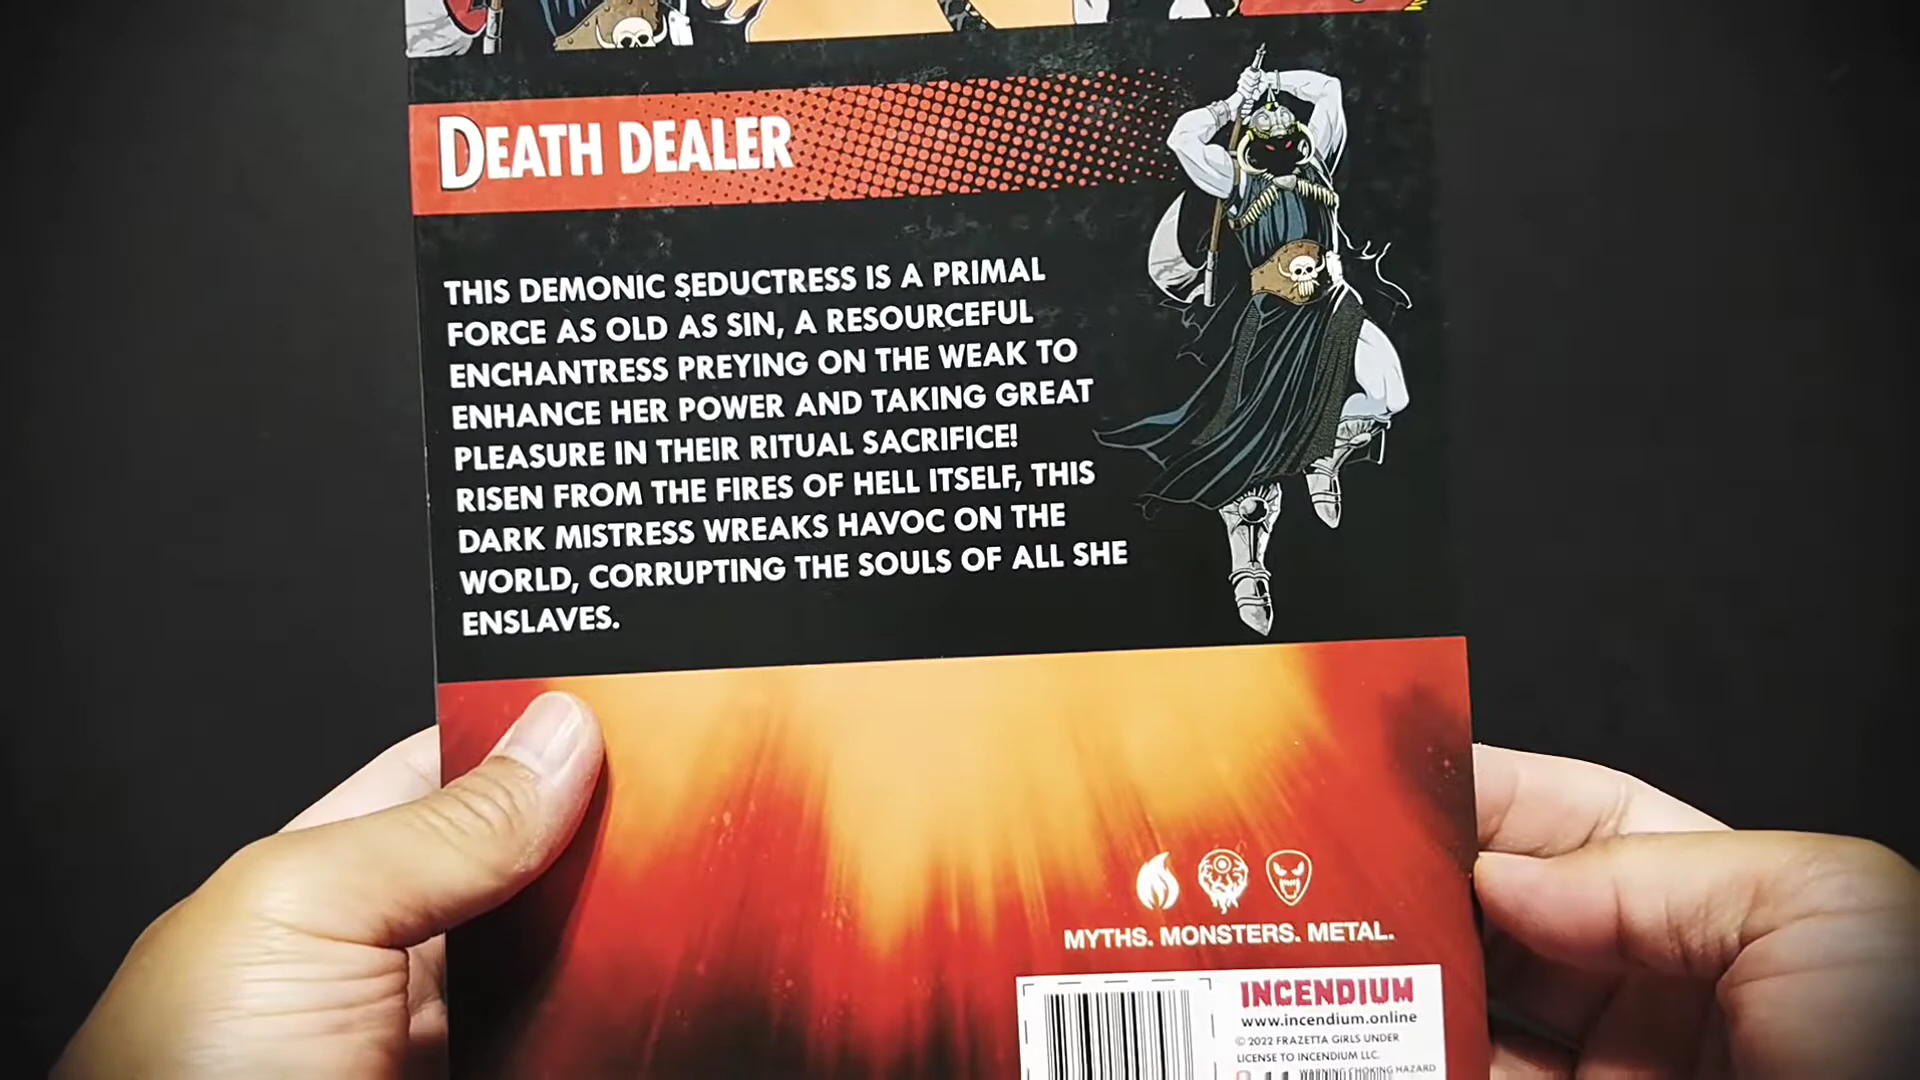 DEATH DEALER
THIS DEMONIC SEDUCTRESS IS A PRIMAL
FORCE AS OLD AS SIN, A RESOURCEFUL
ENCHANTRESS PREYING ON THE WEAK TO
ENHANCE HER POWER AND TAKING GREAT
PLEASURE IN THEIR RITUAL SACRIFICE!
RISEN FROM THE FIRES OF HELL ITSELF, THIS
DARK MISTRESS WREAKS HAVOC ON THE
WORLD, CORRUPTING THE SOULS OF ALL SHE
ENSLAVES.
MYTHS. MONSTERS. METAL.
INCENDIUM
www.incendium.online
© 2022 FRAZETTA GIRLS UNDER
LICENSE TO INCENDIUM LLC.
WARNING CHOKING HAZARD